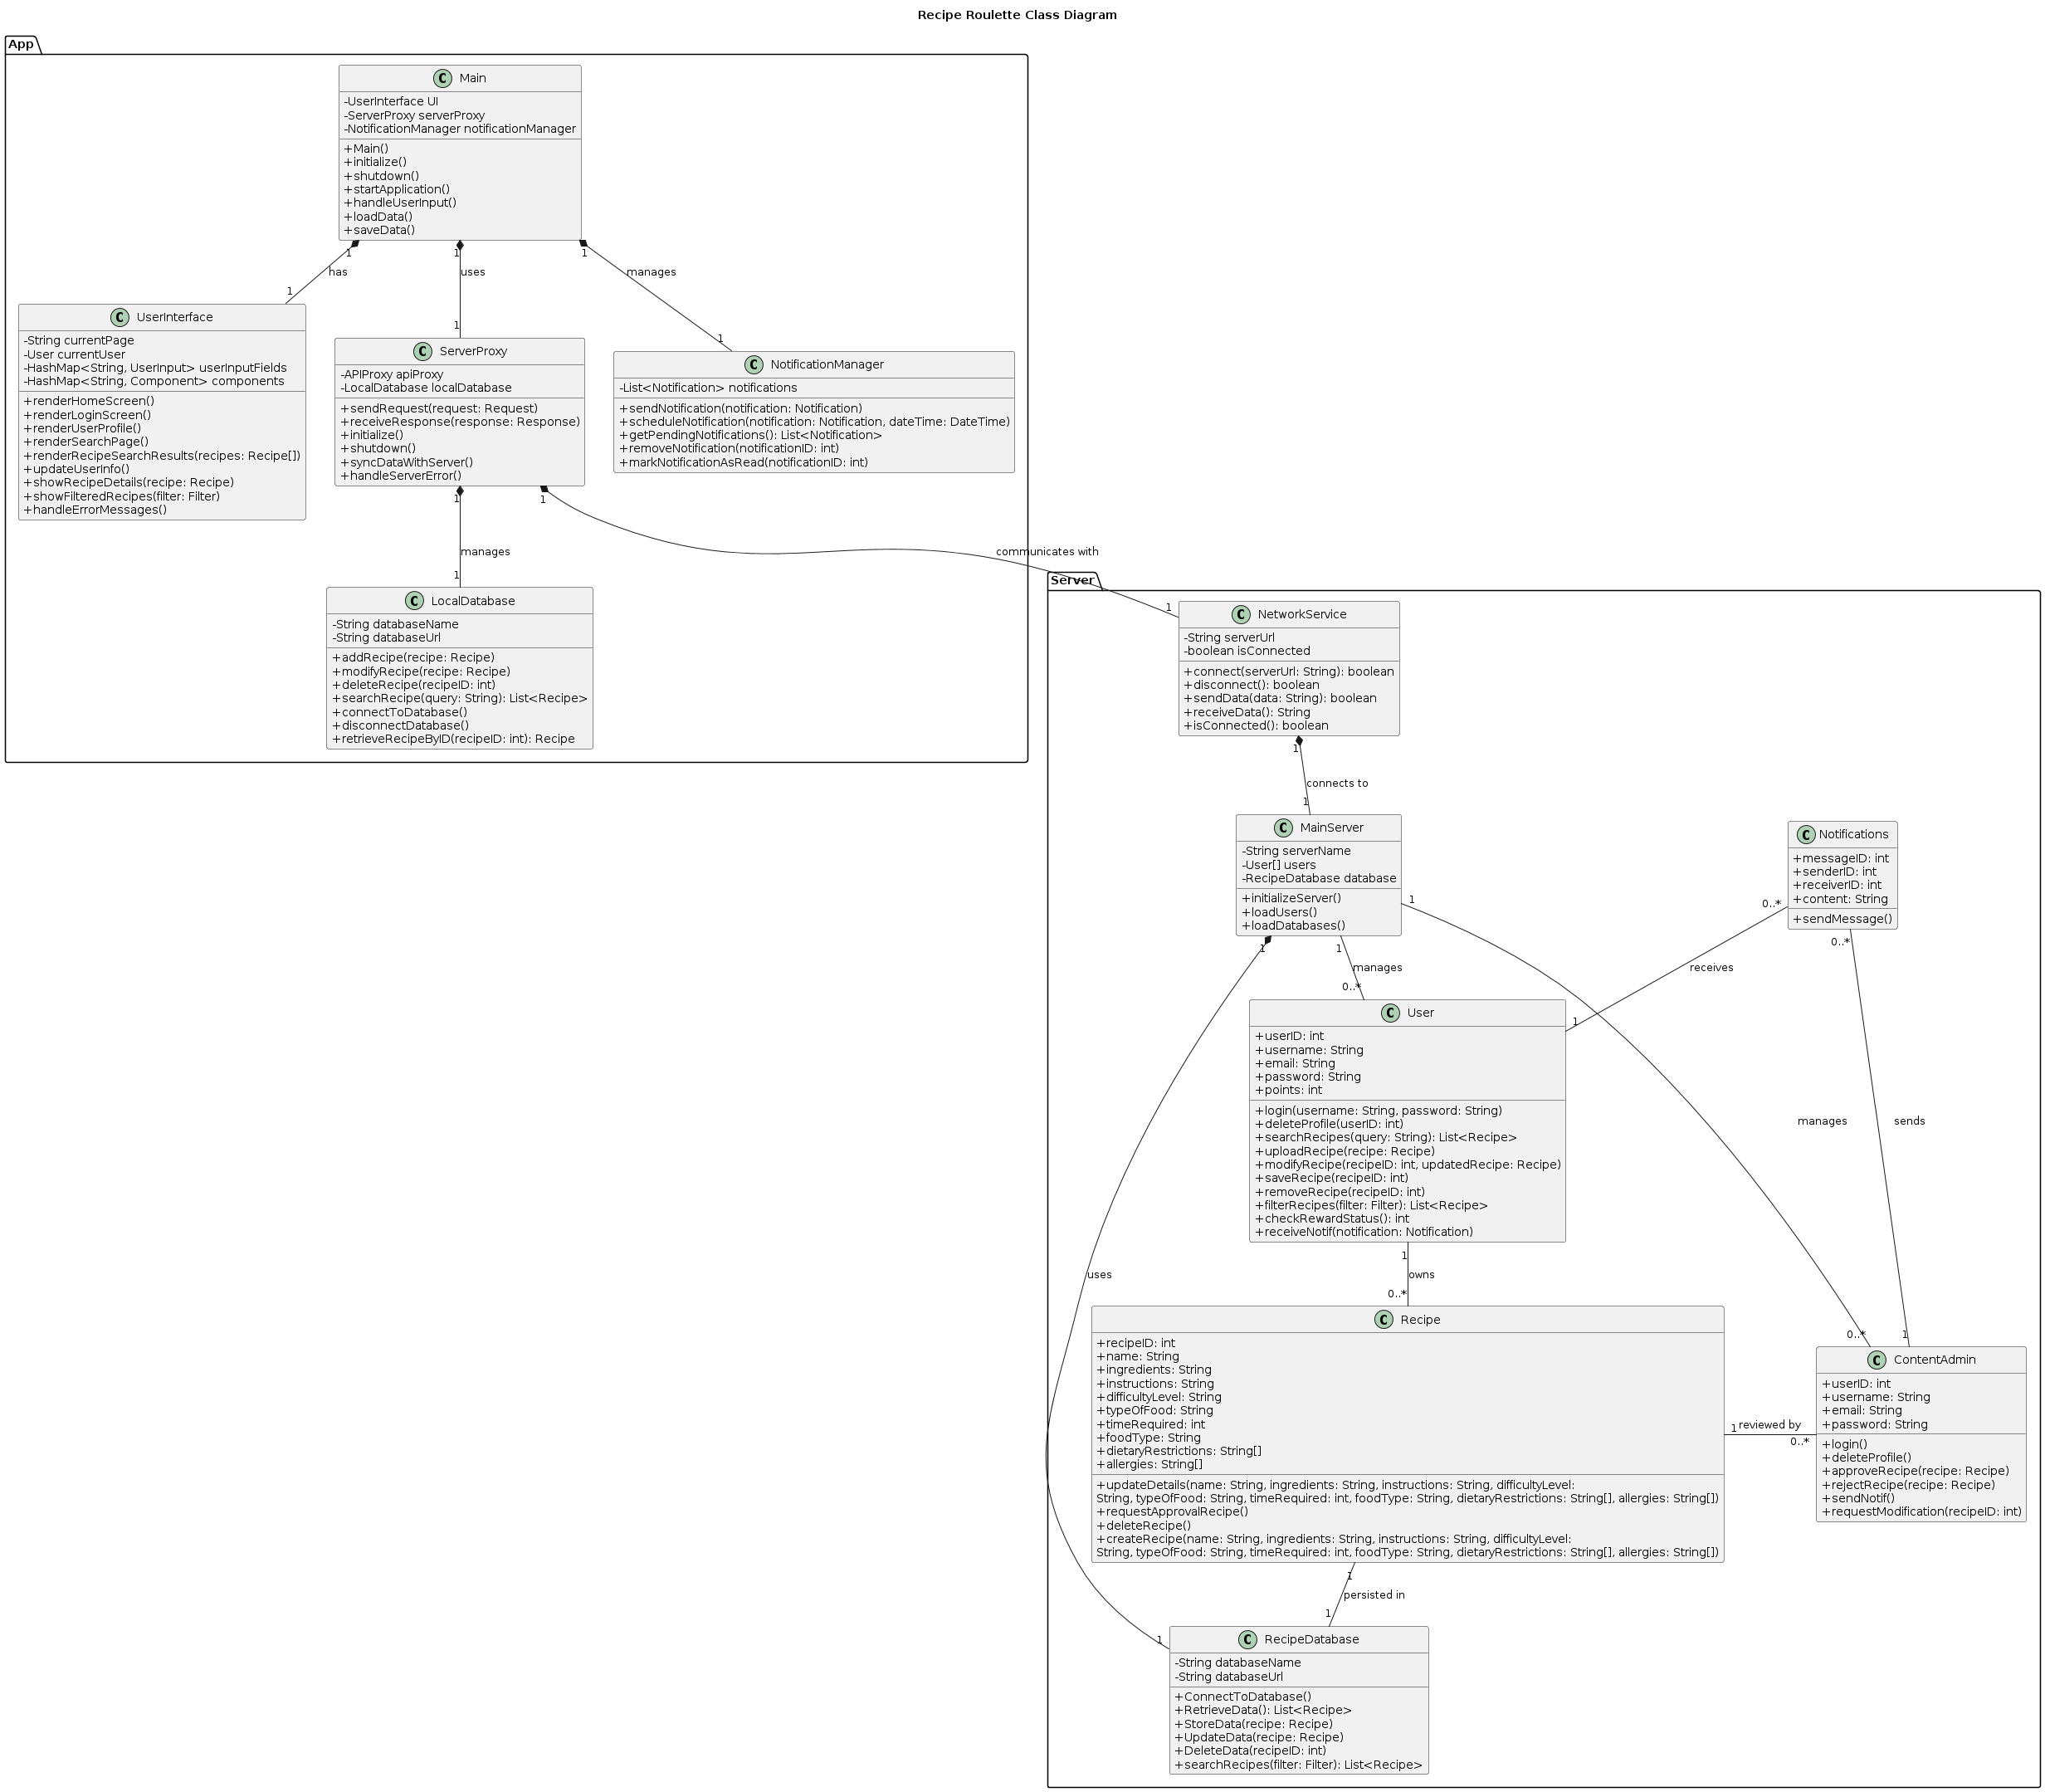 Recipe Roulette Class Diagram
App
C Main
-UserInterface UI
-ServerProxy serverProxy
-NotificationManager notificationManager
+Main()
+initialize()
+shutdown()
+startApplication()
+handleUserInput()
+loadData()
+saveData()
1
1
1
has
uses
manages
1
1
1
C UserInterface
-String currentPage
-User currentUser
-HashMap<String, UserInput> userInputFields
-HashMap<String, Component> components
+renderHomeScreen()
+renderLoginScreen()
+renderUserProfile()
+renderSearchPage()
+renderRecipeSearchResults(recipes: Recipe[])
+updateUserInfo()
+showRecipeDetails(recipe: Recipe)
+showFilteredRecipes(filter: Filter)
+handleErrorMessages()
C ServerProxy
-APIProxy apiProxy
-LocalDatabase localDatabase
+sendRequest(request: Request)
+receiveResponse(response: Response)
+initialize()
+shutdown()
+syncDataWithServer()
+handleServerError()
C NotificationManager
-List<Notification> notifications
+sendNotification(notification: Notification)
+scheduleNotification(notification: Notification, dateTime: DateTime)
+getPendingNotifications(): List<Notification>
+removeNotification(notificationID: int)
+markNotificationAsRead(notificationID: int)
1
1
manages
communicates with
1
1
C LocalDatabase
-String databaseName
-String databaseUrl
+addRecipe(recipe: Recipe)
+modifyRecipe(recipe: Recipe)
+deleteRecipe(recipeID: int)
+searchRecipe(query: String): List<Recipe>
+connectToDatabase()
+disconnectDatabase()
+retrieveRecipeByID(recipeID: int): Recipe
Server
C NetworkService
-String serverUrl
-boolean isConnected
+connect(serverUrl: String): boolean
+disconnect(): boolean
+sendData(data: String): boolean
+receiveData(): String
+isConnected(): boolean
1
connects to
1
C MainServer
-String serverName
-User[] users
-RecipeDatabase database
+initializeServer()
+loadUsers()
+loadDatabases()
1
1
1
C Notifications
+messageID: int
+senderID: int
+receiverID: int
+content: String
+sendMessage()
0..*
0..*
manages
receives
0..*
1
C User
+userID: int
+username: String
+email: String
+password: String
+points: int
+login(username: String, password: String)
+deleteProfile(userID: int)
+searchRecipes(query: String): List<Recipe>
+uploadRecipe(recipe: Recipe)
+modifyRecipe(recipeID: int, updatedRecipe: Recipe)
+saveRecipe(recipeID: int)
+removeRecipe(recipeID: int)
+filterRecipes(filter: Filter): List<Recipe>
+checkRewardStatus(): int
+receiveNotif(notification: Notification)
manages
sends
1
uses
owns
0..*
0..*
1
C Recipe
+recipeID: int
+name: String
+ingredients: String
+instructions: String
+difficultyLevel: String
+typeOfFood: String
+timeRequired: int
+foodType: String
+dietaryRestrictions: String[]
+allergies: String[]
+updateDetails(name: String, ingredients: String, instructions: String, difficultyLevel:
String, typeOfFood: String, timeRequired: int, foodType: String, dietaryRestrictions: String[], allergies: String[])
+requestApprovalRecipe()
+deleteRecipe()
+createRecipe(name: String, ingredients: String, instructions: String, difficultyLevel:
String, typeOfFood: String, timeRequired: int, foodType: String, dietaryRestrictions: String[], allergies: String[])
1
reviewed by
0..*
C ContentAdmin
+userID: int
+username: String
+email: String
+password: String
+login()
+deleteProfile()
+approveRecipe(recipe: Recipe)
+rejectRecipe(recipe: Recipe)
+sendNotif()
+requestModification(recipeID: int)
1
persisted in
1
1
C RecipeDatabase
-String databaseName
-String databaseUrl
+ConnectToDatabase()
+RetrieveData(): List<Recipe>
+StoreData(recipe: Recipe)
+UpdateData(recipe: Recipe)
+DeleteData(recipeID: int)
+searchRecipes(filter: Filter): List<Recipe>